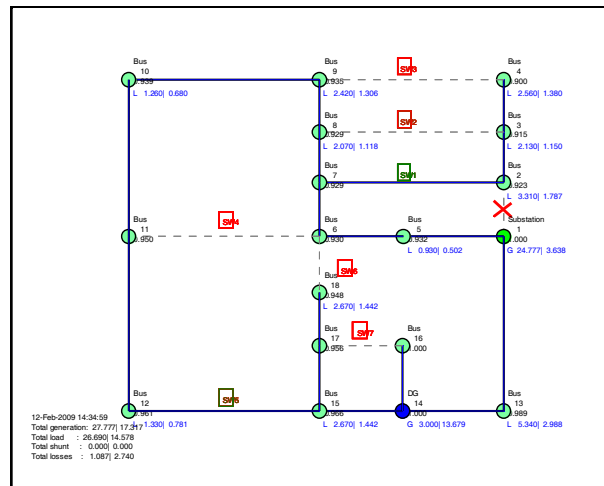 Bus
10
0.939
L 1.260| 0.680
Bus
9
0.935
L 2.420| 1.306
SW3
Bus
4
0.900
L 2.560| 1.380
Bus
8
0.929
L 2.070| 1.118
SW2
Bus
3
0.915
L 2.130| 1.150
Bus
7
0.929
SW1
Bus
2
0.923
L 3.310| 1.787
Bus
11
0.950
SW4
Bus
6
0.930
Bus
5
0.932
L 0.930| 0.502
Substation
1
1.000
G 24.777| 3.638
SW6
Bus
18
0.948
L 2.670| 1.442
SW7
Bus
17
0.956
Bus
16
1.000
Bus
12
0.961
L 1.330| 0.781
SW5
Bus
15
0.966
L 2.670| 1.442
DG
14
1.000
G 3.000|13.679
Bus
13
0.989
L 5.340| 2.988
12-Feb-2009 14:34:59
Total generation: 27.777| 17.317
Total load : 26.690| 14.578
Total shunt : 0.000| 0.000
Total losses : 1.087| 2.740